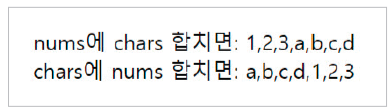 nums에 chars 합치면: 1,2,3,a,b,c,d
chars에 nums 합치면: a,b,c,d,1,2,3